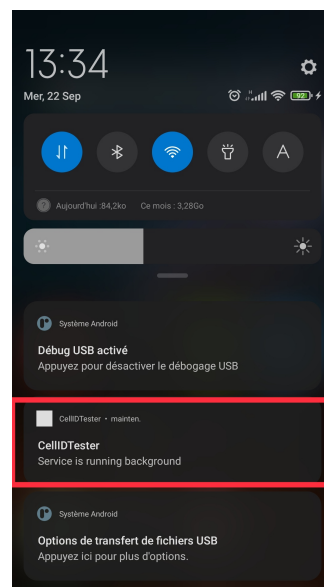 13:34
Mer, 22 Sep
92
A
Aujourd'hui :84,2ko Ce mois : 3,28Go
Système Android
Débug USB activé
Appuyez pour désactiver le débogage USB
CellIDTester • mainten.
CellIDTester
Service is running background
Système Android
Options de transfert de fichiers USB
Appuyez ici pour plus d'options.